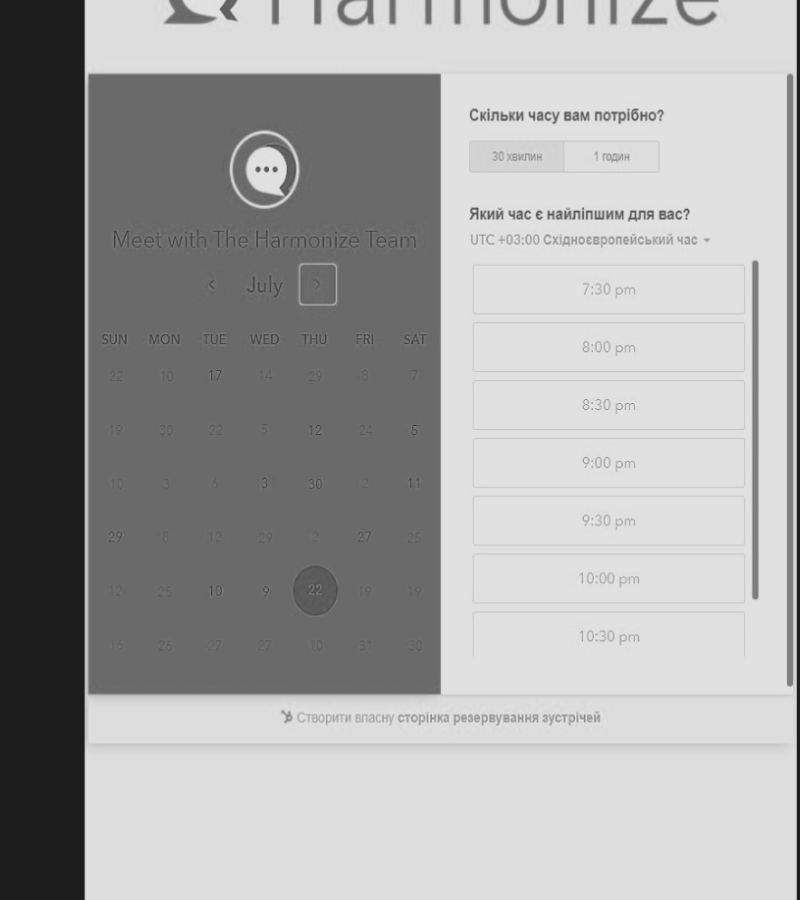 Harmonize
Meet with The Harmonize Team
July
SUN MON TUE WED THU FRI SAT
22 10 17 14 29 8 7
19 30 22 5 12 24 5
10 3 6 3 30 2 11
29 8 12 29 2 27 25
12 25 10 9 22 19 19
16 26 27 27 10 31 30
Скільки часу вам потрібно?
30 хвилин 1 годин
Який час є найліпшим для вас?
UTC +03:00 Східноєвропейський час
7:30 pm
8:00 pm
8:30 pm
9:00 pm
9:30 pm
10:00 pm
10:30 pm
Створити власну сторінка резервування зустрічей